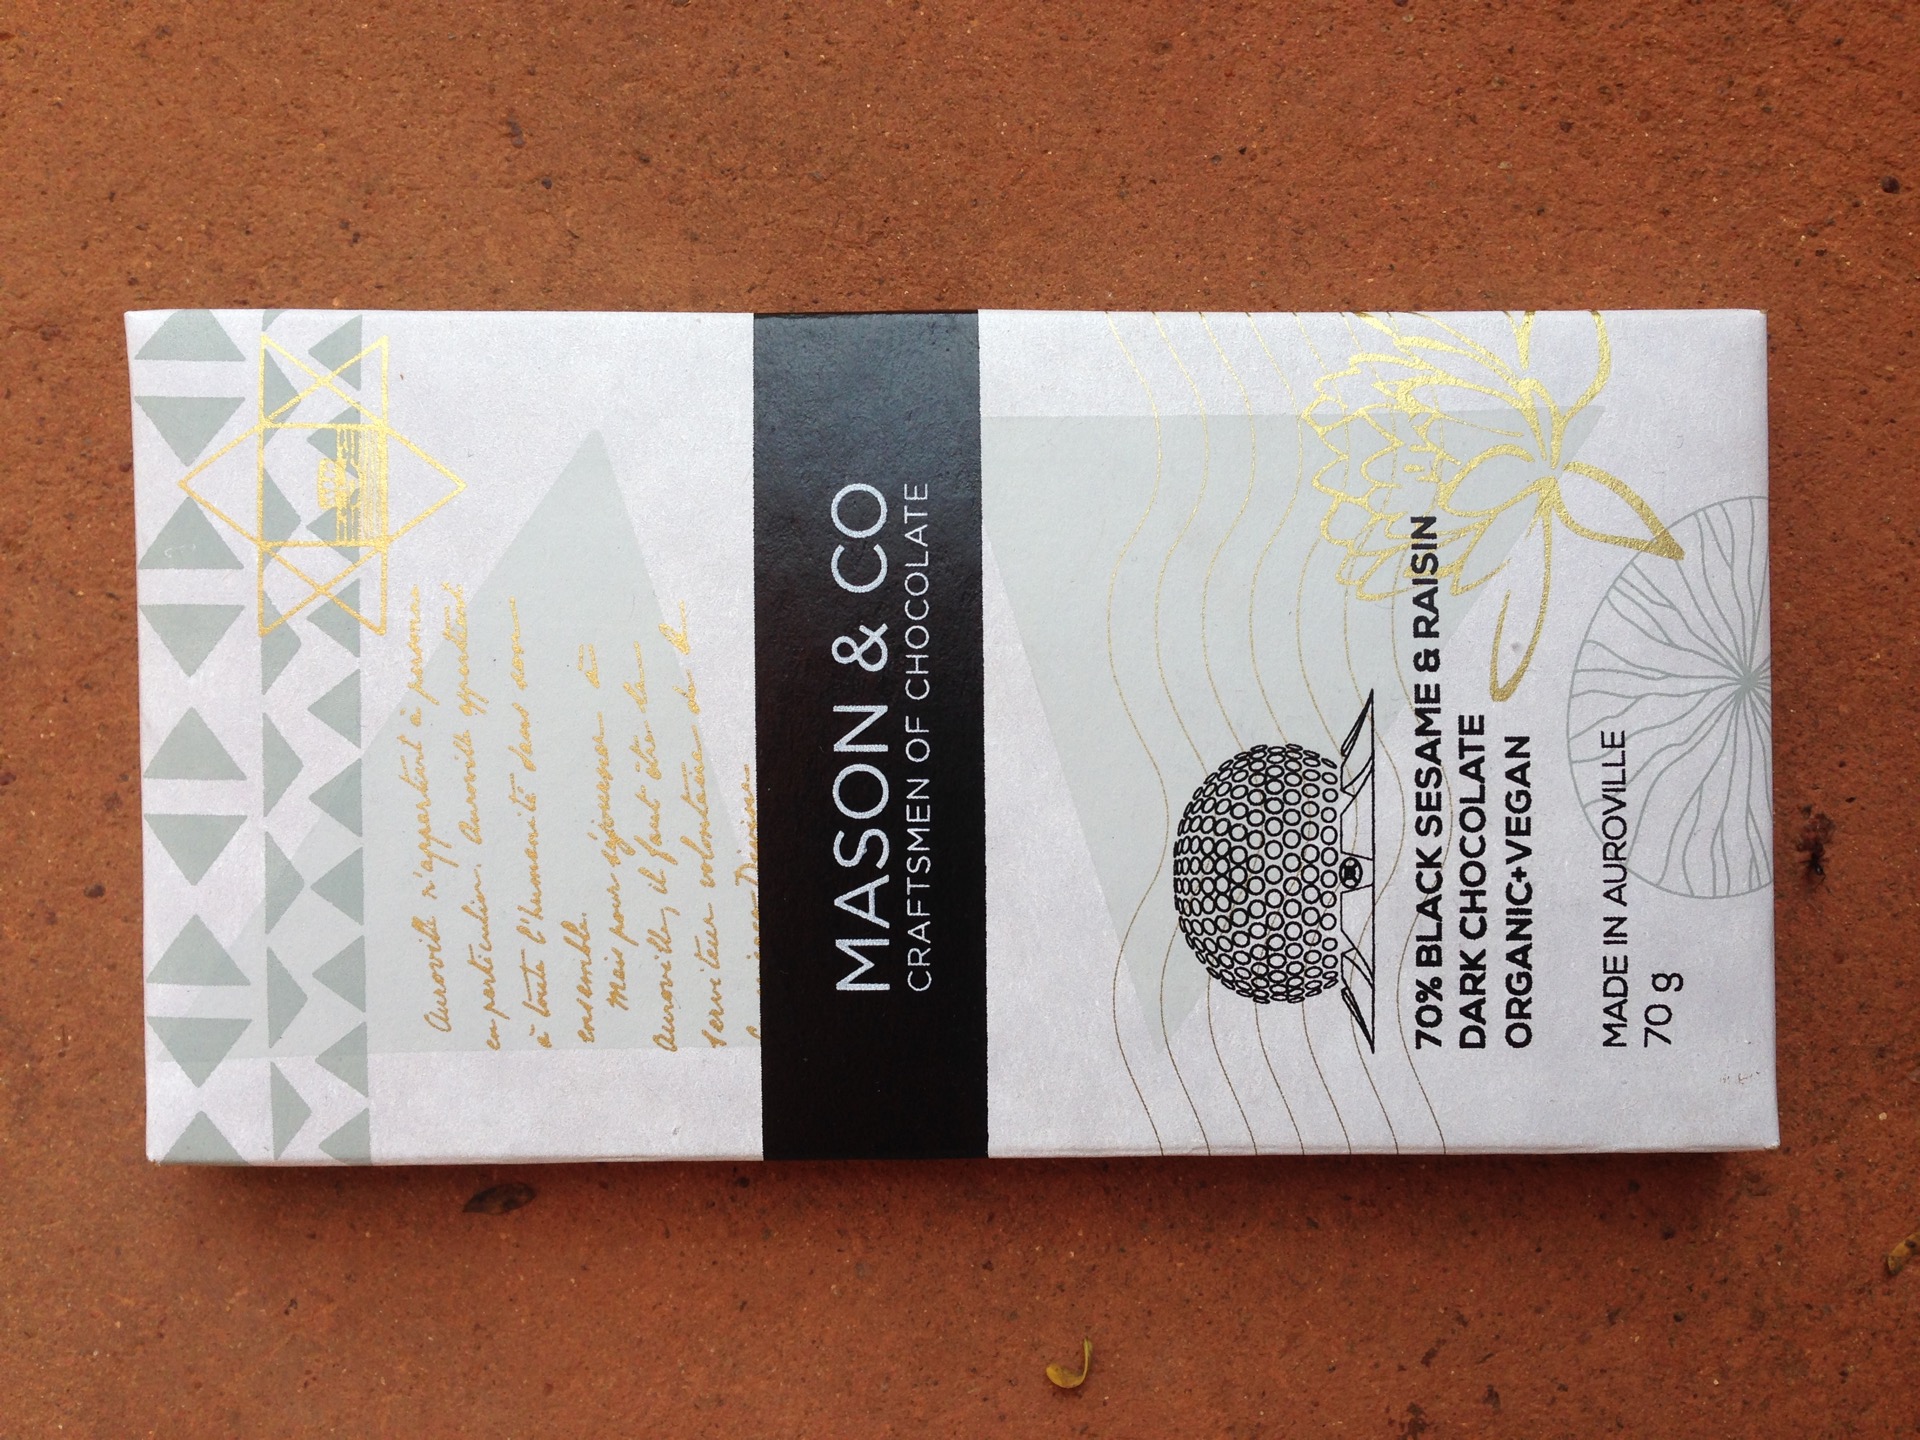 Auroville n'appartient à personne
en particulier. Auroville appartient
à toute l'humanité dans son
ensemble.
Mais pour séjourner à
Auroville, il faut être le
serviteur volontaire de la
Divine
MASON & CO
CRAFTSMEN OF CHOCOLATE
70% BLACK SESAME & RAISIN
DARK CHOCOLATE
ORGANIC+VEGAN
MADE IN AUROVILLE
70 g